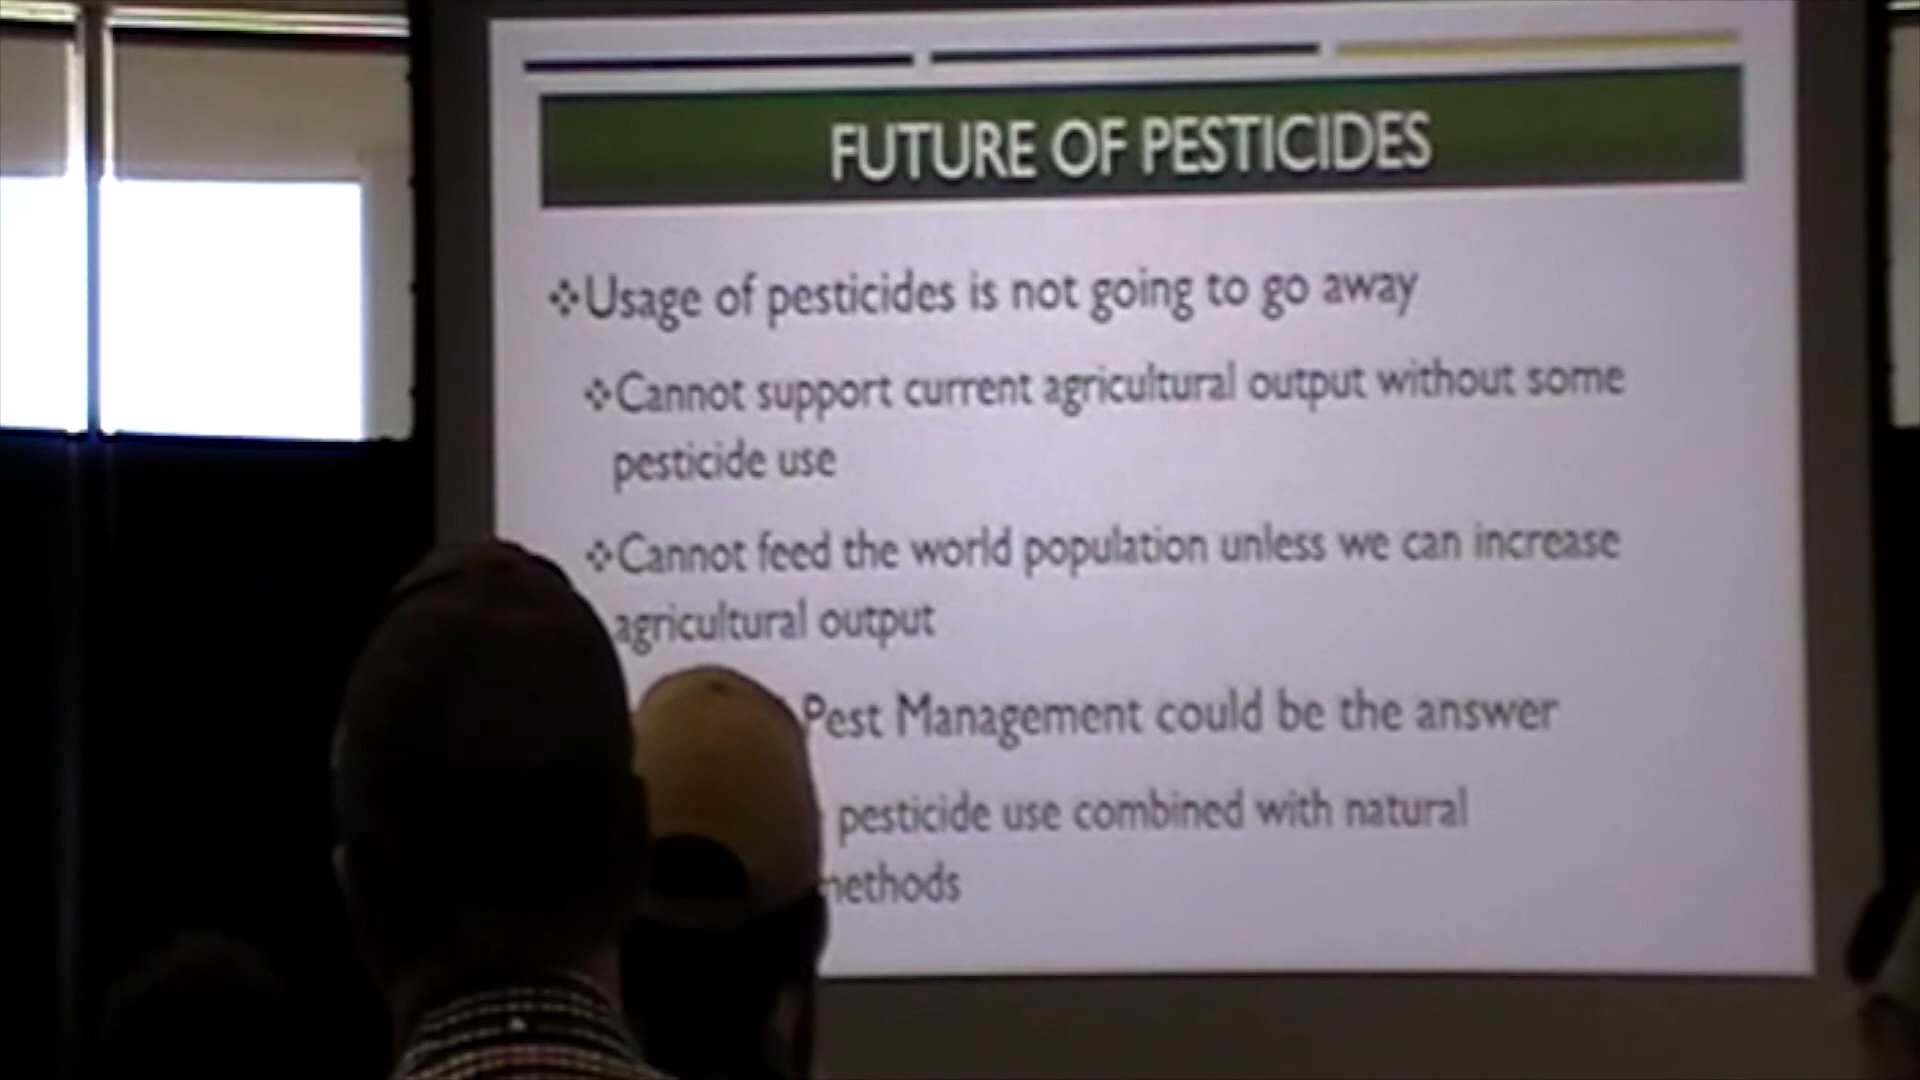 FUTURE OF PESTICIDES
❖Usage of pesticides is not going to go away
❖Cannot support current agricultural output without some
pesticide use
❖Cannot feed the world population unless we can increase
agricultural output
Pest Management could be the answer
pesticide use combined with natural
methods